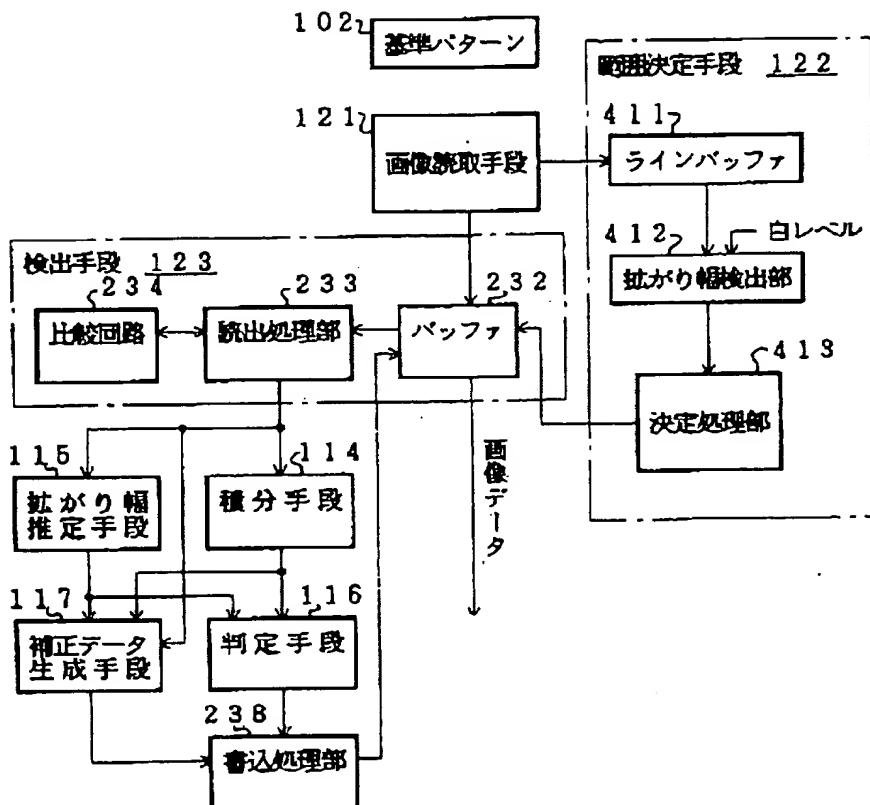 102
基準パターン
範囲決定手段 122
121
画像読取手段
411
ラインバッファ
412
白レベル
拡がり幅検出部
413
決定処理部
検出手段 123
234
比較回路
233
読出処理部
232
バッファ
画像データ
115
拡がり幅
推定手段
114
積分手段
117
補正データ
生成手段
116
判定手段
238
書込処理部